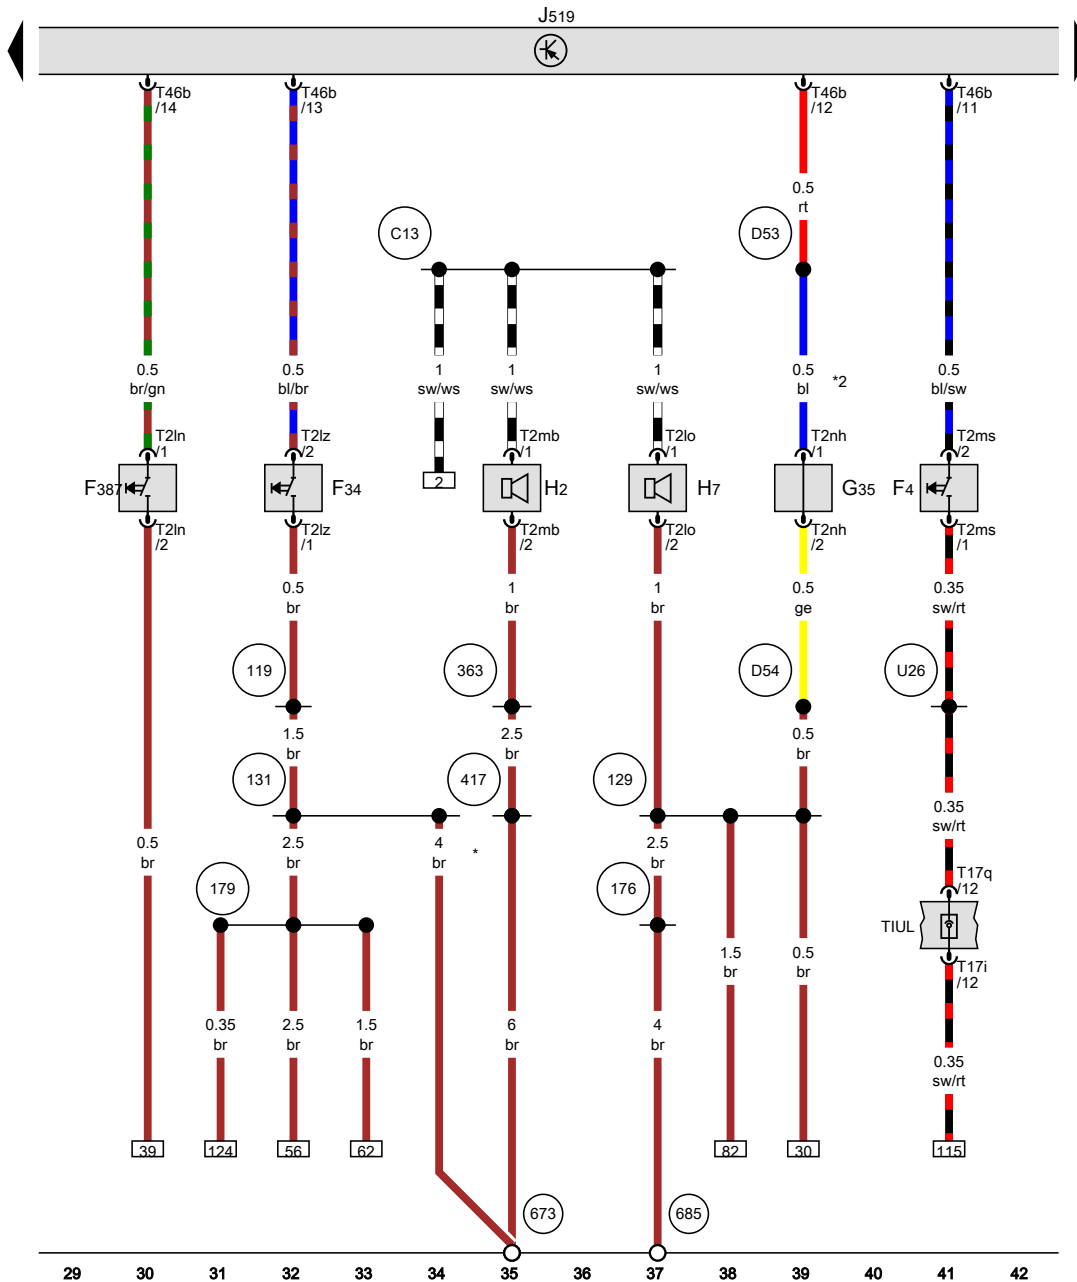 J519
T46b
/14
T46b
/13
T46b
/12
T46b
/11
0.5
rt
C13
D53
0.5
br/gn
0.5
bl/br
1
sw/ws
1
sw/ws
1
sw/ws
0.5
bl
*2
0.5
bl/sw
T2ln
/1
T2lz
/2
T2mb
/1
T2lo
/1
T2nh
/1
T2ms
/2
F387
F34
2
H2
H7
G35
F4
T2ln
/2
T2lz
/1
T2mb
/2
T2lo
/2
T2nh
/2
T2ms
/1
0.5
br
1
br
1
br
0.5
ge
0.35
sw/rt
119
363
D54
U26
1.5
br
2.5
br
0.5
br
131
417
129
0.35
sw/rt
0.5
br
2.5
br
4
br
*
2.5
br
179
176
T17q
/12
TIUL
1.5
br
0.5
br
T17i
/12
0.35
br
2.5
br
1.5
br
6
br
4
br
0.35
sw/rt
39
124
56
62
82
30
115
673
685
29 30 31 32 33 34 35 36 37 38 39 40 41 42